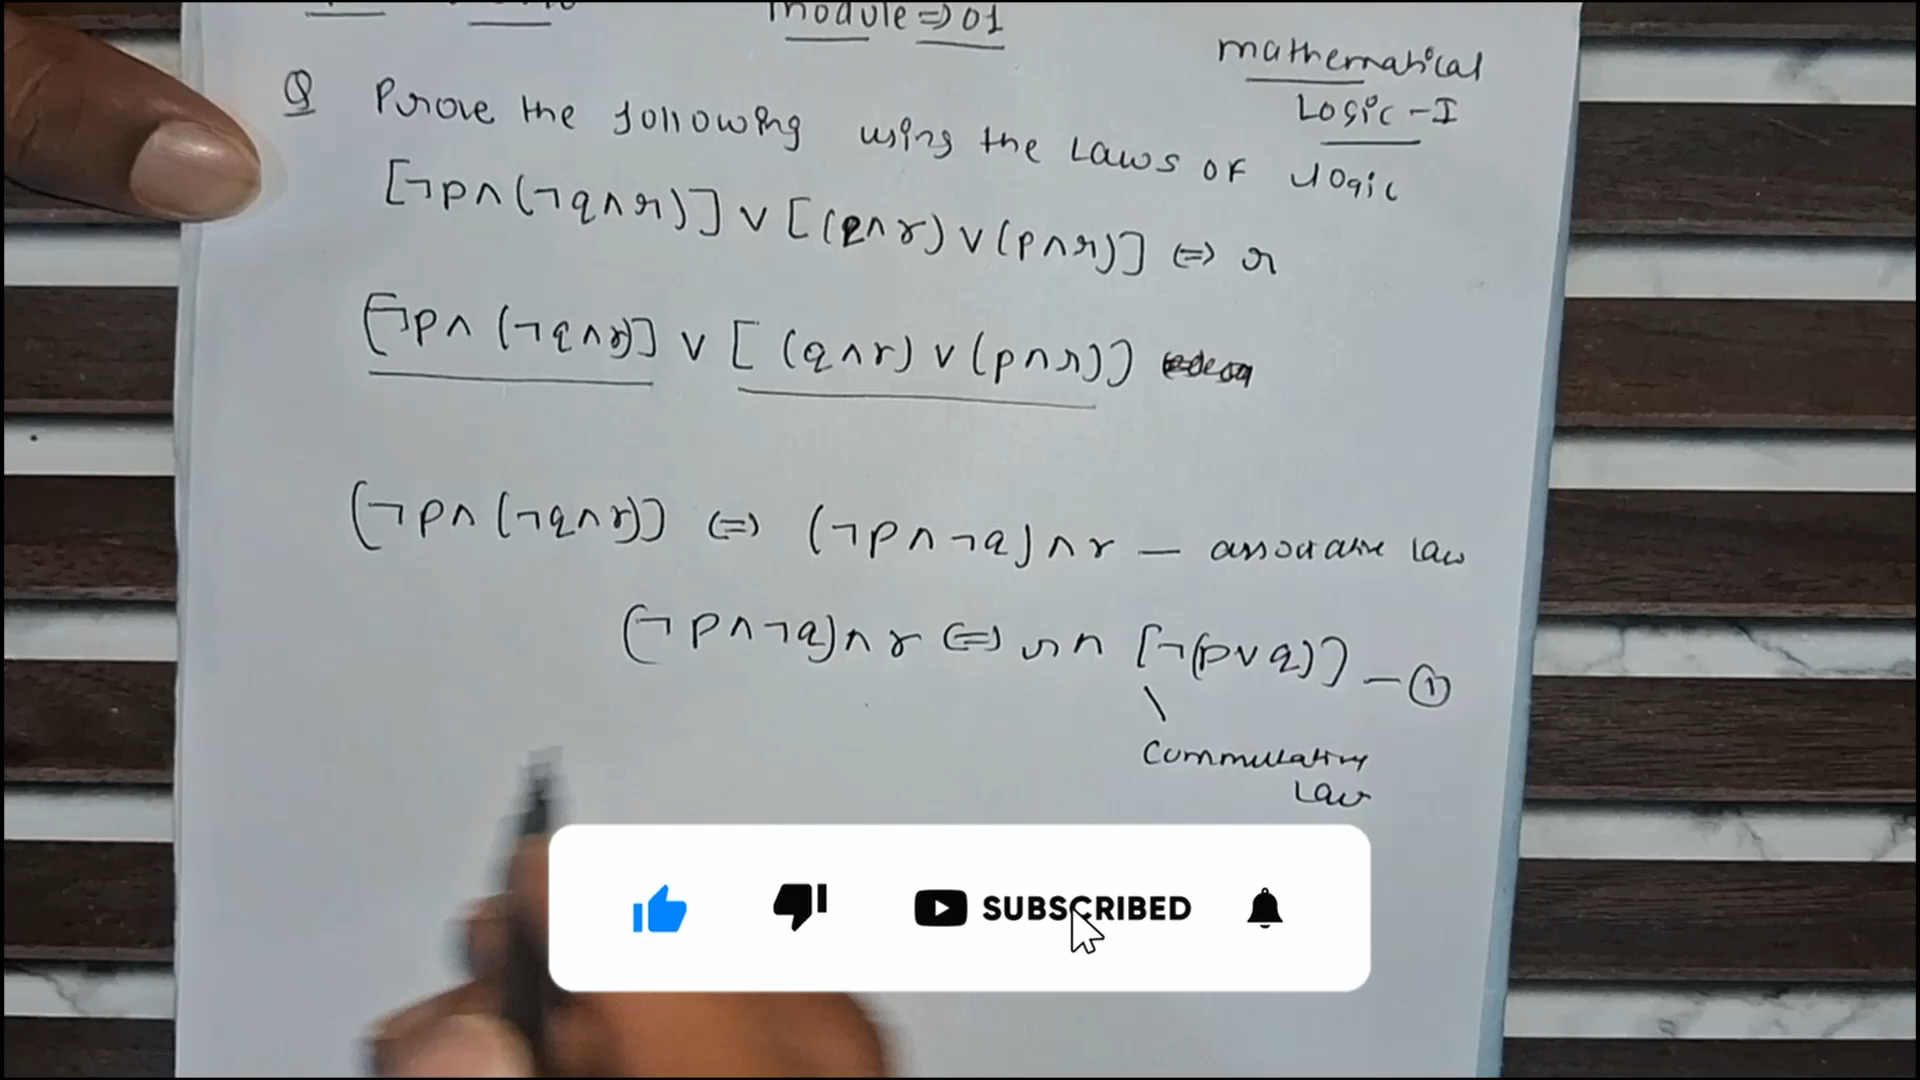 module => 01
mathematical
Logic - I
Q Prove the following using the Laws of logic
[¬p∧(¬q∧r)] ∨ [(q∧r)∨(p∧r)] <=> r
[¬p∧(¬q∧r)] ∨ [(q∧r)∨(p∧r)]
(¬p∧(¬q∧r)] <=> (¬p∧¬q)∧r — associative law
(¬p∧¬q)∧r <=> r∧[¬(p∨q)] — ①
Commutative
Law
SUBSCRIBED